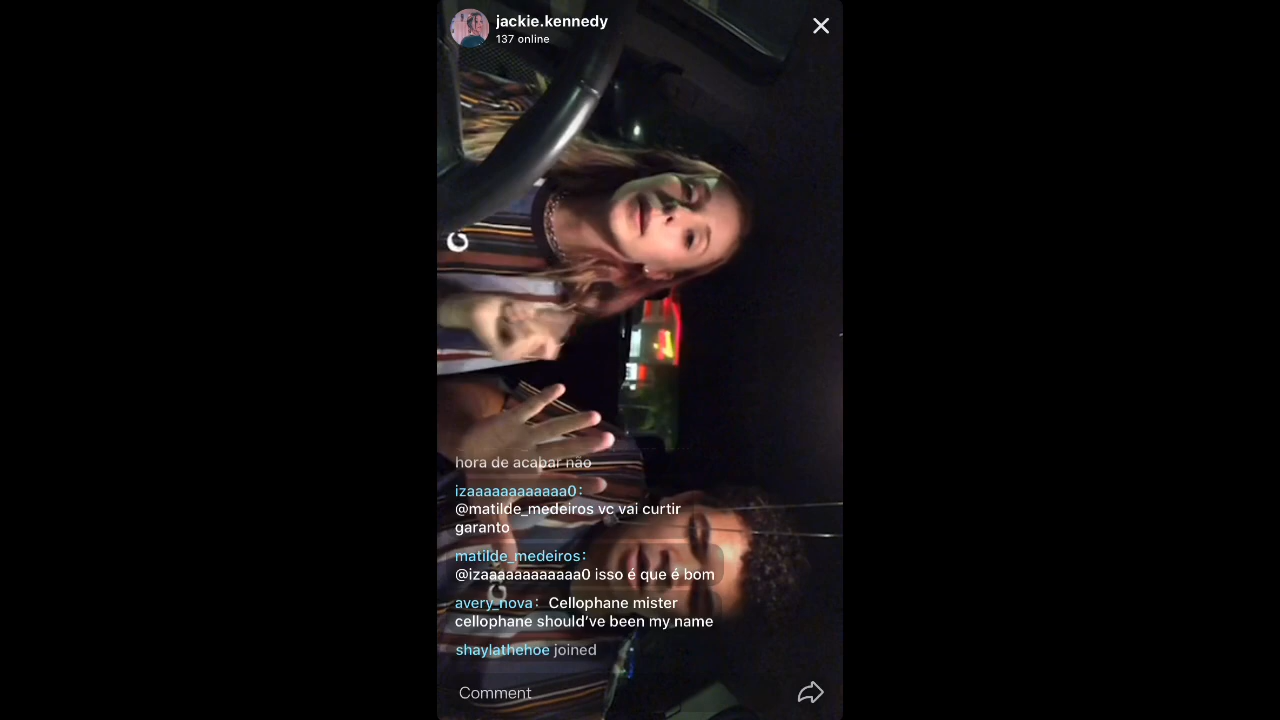 jackie.kennedy
137 online
hora de acabar não
izaaaaaaaaaaaa0:
@matilde_medeiros vc vai curtir
garanto
matilde_medeiros:
@izaaaaaaaaaaaa0 isso é que é bom
avery_nova: Cellophane mister
cellophane should've been my name
shaylathehoe joined
Comment